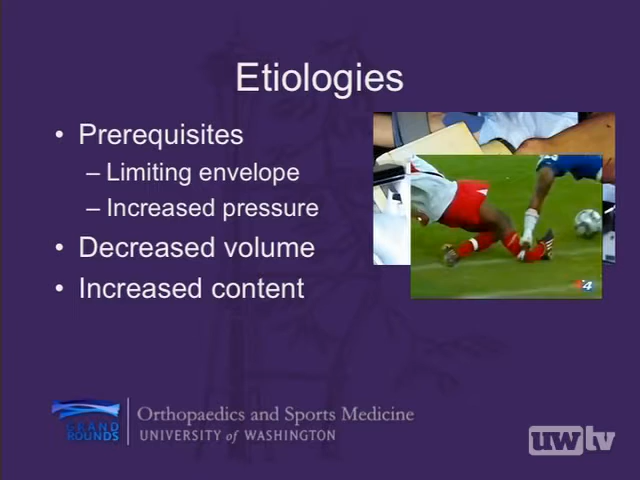 Etiologies
• Prerequisites
– Limiting envelope
– Increased pressure
• Decreased volume
• Increased content
4
GRAND
ROUNDS
Orthopaedics and Sports Medicine
UNIVERSITY of WASHINGTON
uwtv